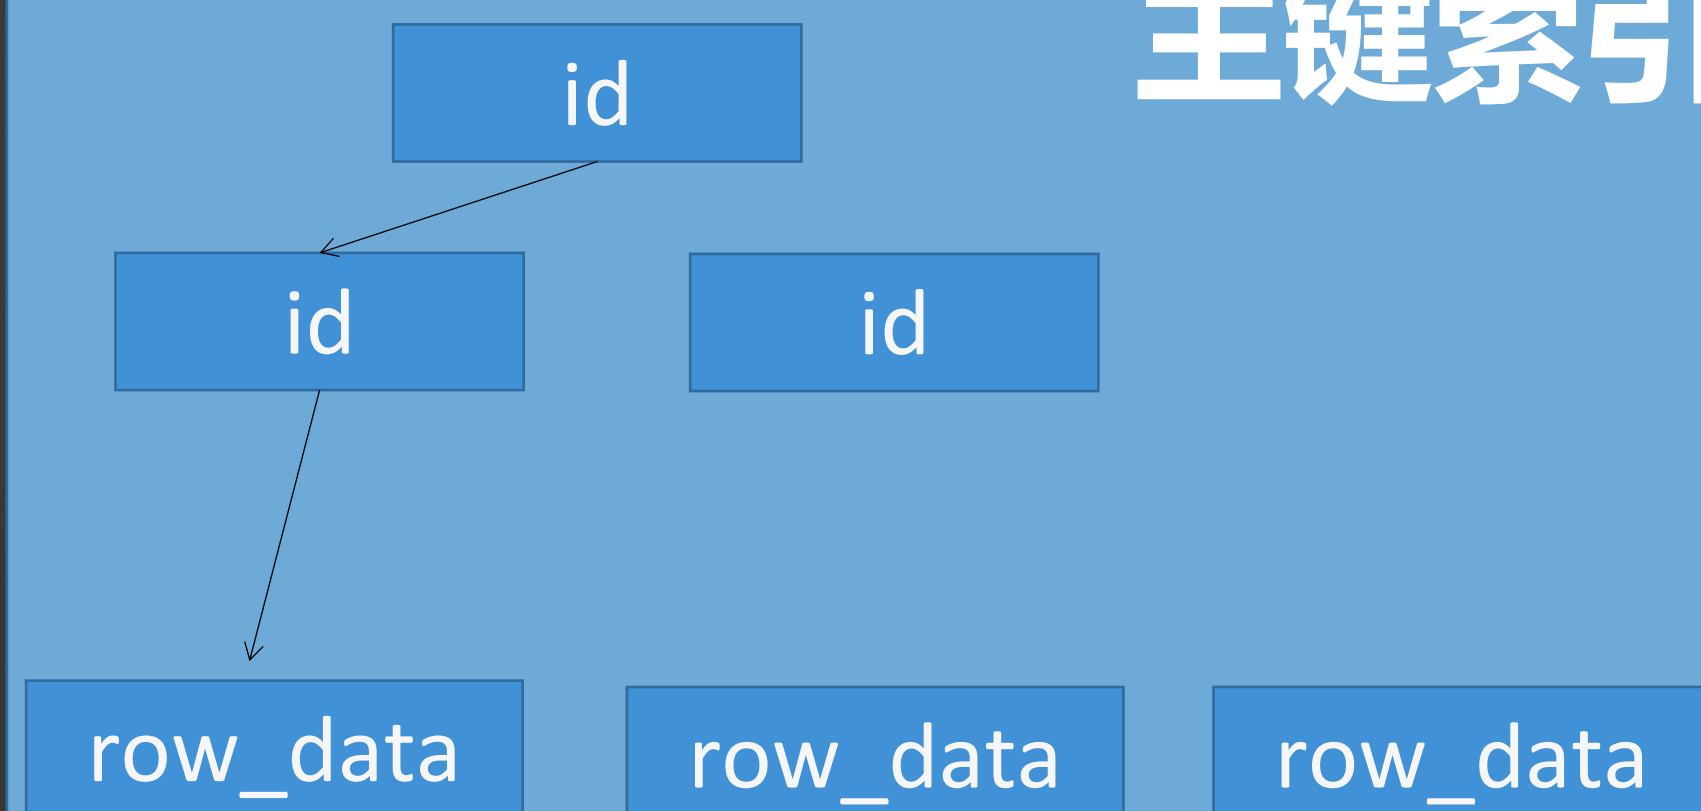 主键索引
id
id
id
row_data
row_data
row_data